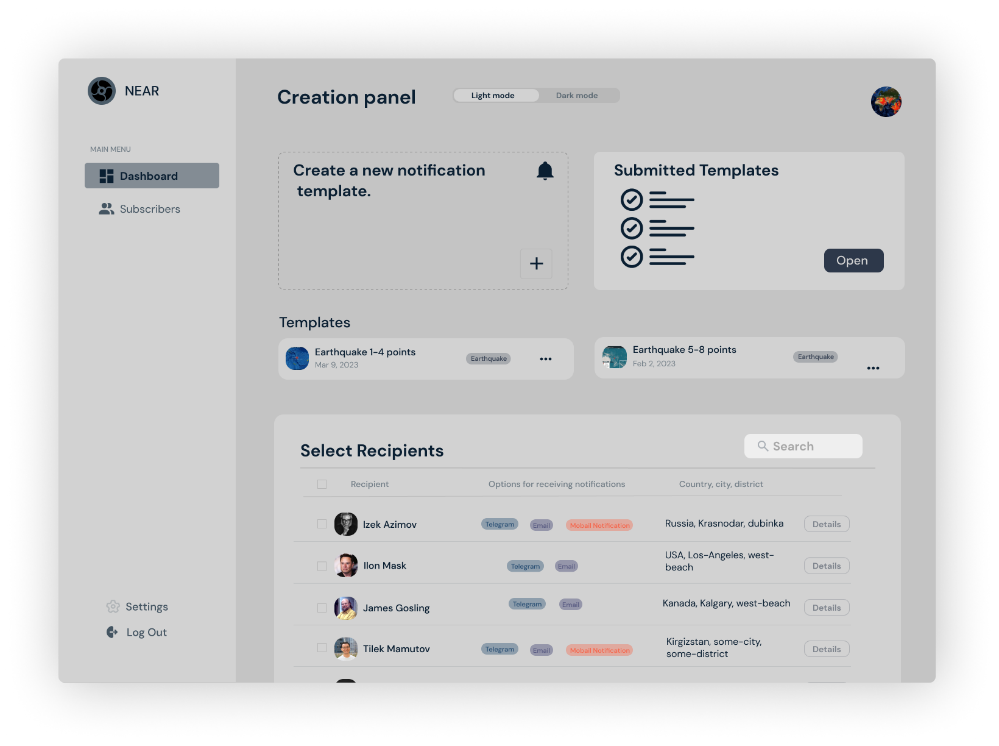 NEAR
Creation panel
Light mode
Dark mode
MAIN MENU
Dashboard
Subscribers
Settings
Log Out
Create a new notification
template.
Submitted Templates
Open
Templates
Earthquake 1-4 points
Mar 9, 2023
Earthquake
Earthquake 5-8 points
Feb 2, 2023
Earthquake
Select Recipients
Search
Recipient
Options for receiving notifications
Country, city, district
Izek Azimov
Telegram
Email
Moball Notification
Russia, Krasnodar, dubinka
Details
Ilon Mask
Telegram
Email
USA, Los-Angeles, west-
beach
Details
James Gosling
Telegram
Email
Kanada, Kalgary, west-beach
Details
Tilek Mamutov
Telegram
Email
Moball Notification
Kirgizstan, some-city,
some-district
Details